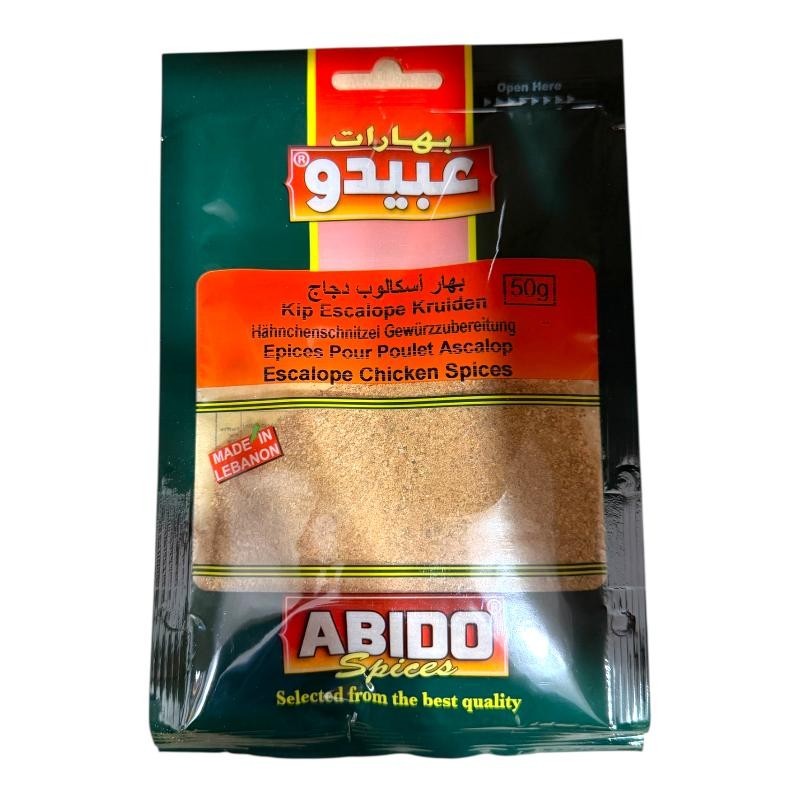 Open Here
بهارات
عبيدو®
بهار أسكالوب دجاج
50g
Kip Escalope Kruiden
Hähnchenschnitzel Gewürzzubereitung
Epices Pour Poulet Ascalop
Escalope Chicken Spices
MADE IN
LEBANON
ABIDO®
Spices
Selected from the best quality